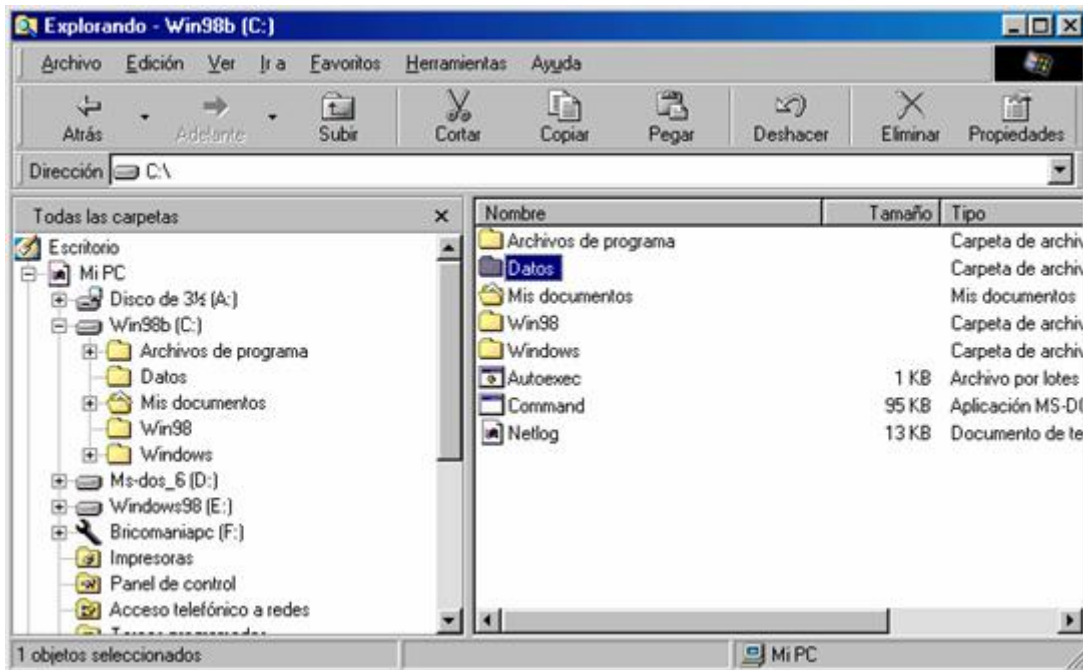 Explorando - Win98b (C:)
Archivo Edición Ver Ir a Favoritos Herramientas Ayuda
Atrás Adelante Subir Cortar Copiar Pegar Deshacer Eliminar Propiedades
Dirección C:\
Todas las carpetas
Escritorio
Mi PC
Disco de 3½ (A:)
Win98b (C:)
Archivos de programa
Datos
Mis documentos
Win98
Windows
Ms-dos_6 (D:)
Windows98 (E:)
Bricomaniapc (F:)
Impresoras
Panel de control
Acceso telefónico a redes
Nombre Tamaño Tipo
Archivos de programa Carpeta de archiv
Datos Carpeta de archiv
Mis documentos Mis documentos
Win98 Carpeta de archiv
Windows Carpeta de archiv
Autoexec 1 KB Archivo por lotes
Command 95 KB Aplicación MS-DO
Netlog 13 KB Documento de te
1 objetos seleccionados
Mi PC